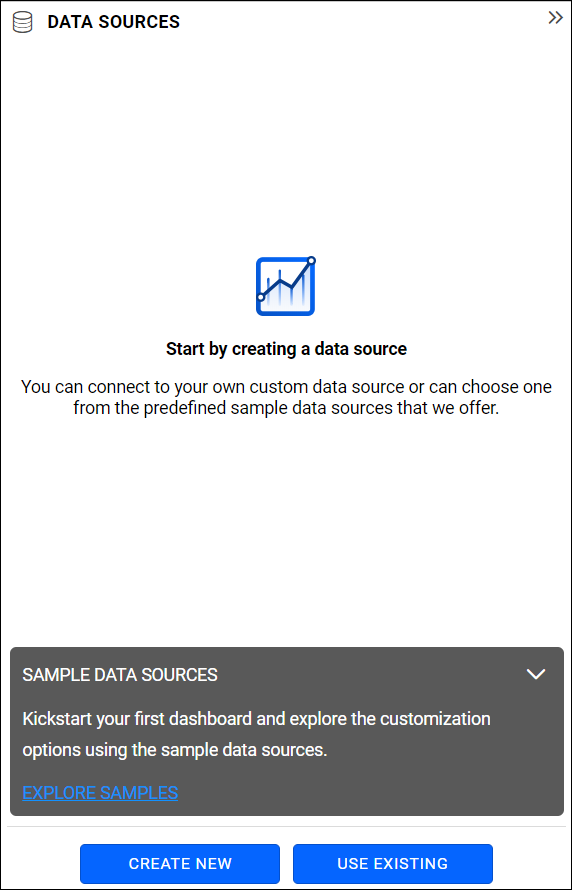 DATA SOURCES
Start by creating a data source
You can connect to your own custom data source or can choose one
from the predefined sample data sources that we offer.
SAMPLE DATA SOURCES
Kickstart your first dashboard and explore the customization
options using the sample data sources.
EXPLORE SAMPLES
CREATE NEW
USE EXISTING